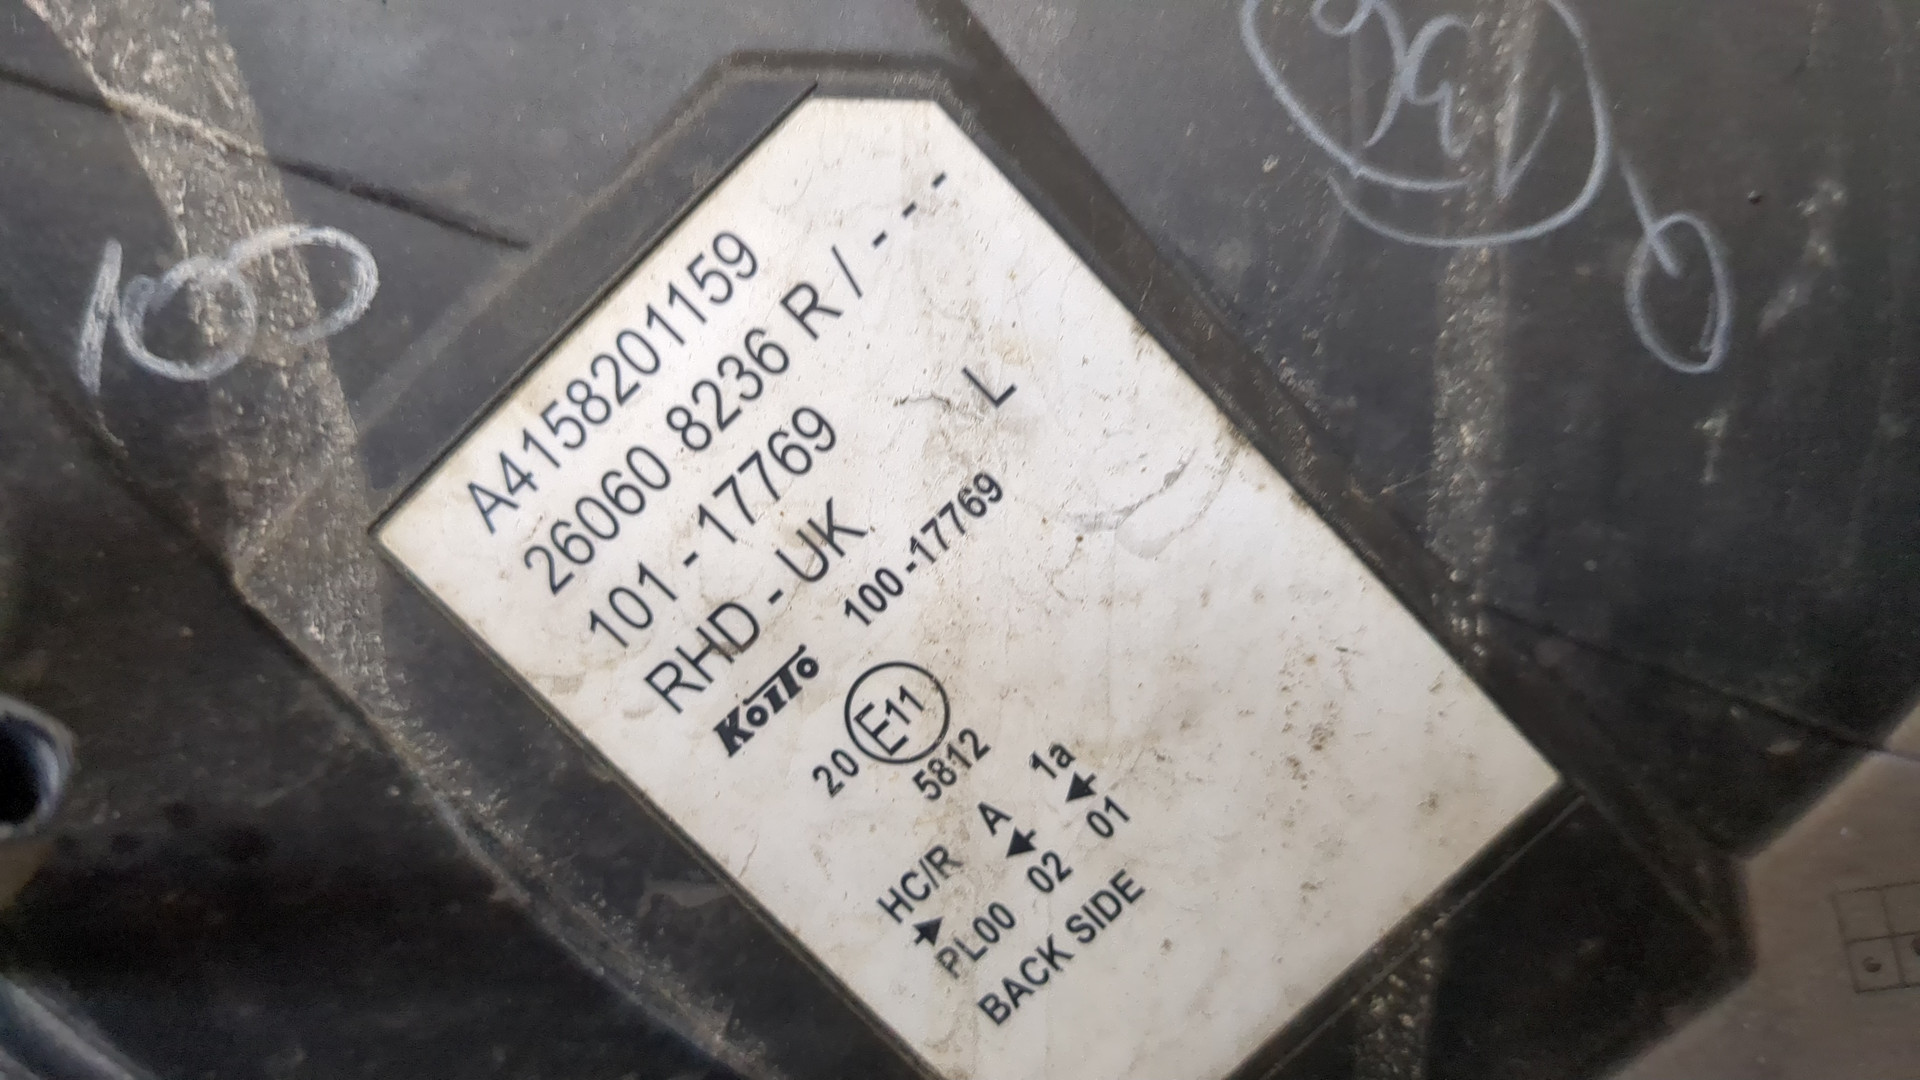 A4158201159
26060 8236 R / - - -
101 - 17769
RHD - UK L
KOITO 100-17769
20 E11
5812
HC/R A 1a
PL00 02 01
BACK SIDE
100
136